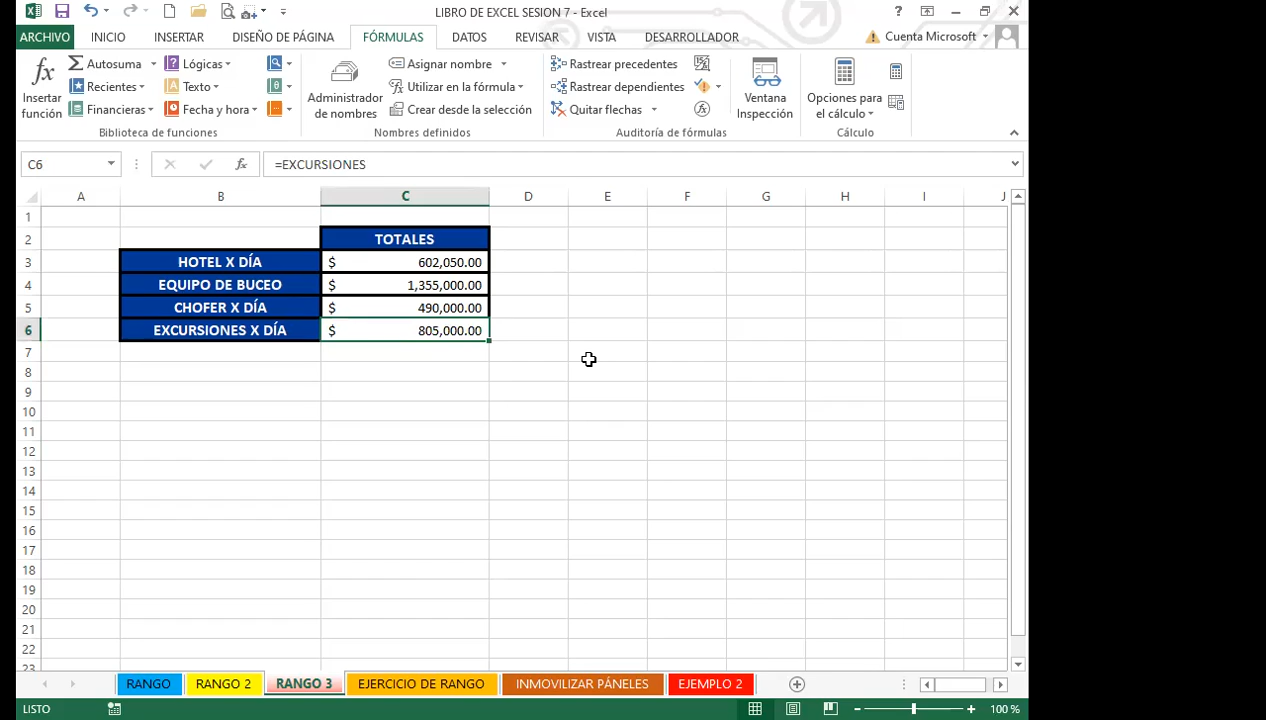 LIBRO DE EXCEL SESION 7 - Excel
?
ARCHIVO INICIO INSERTAR DISEÑO DE PÁGINA FÓRMULAS DATOS REVISAR VISTA DESARROLLADOR Cuenta Microsoft
fx Insertar función
Autosuma Lógicas
Recientes Texto
Financieras Fecha y hora
Biblioteca de funciones
Administrador de nombres
Asignar nombre
Utilizar en la fórmula
Crear desde la selección
Nombres definidos
Rastrear precedentes
Rastrear dependientes
Quitar flechas
Auditoría de fórmulas
Ventana Inspección
Opciones para el cálculo
Cálculo
C6 fx =EXCURSIONES
A B C D E F G H I J
1
2 TOTALES
3 HOTEL X DÍA $ 602,050.00
4 EQUIPO DE BUCEO $ 1,355,000.00
5 CHOFER X DÍA $ 490,000.00
6 EXCURSIONES X DÍA $ 805,000.00
7
8
9
10
11
12
13
14
15
16
17
18
19
20
21
22
23
RANGO RANGO 2 RANGO 3 EJERCICIO DE RANGO INMOVILIZAR PÁNELES EJEMPLO 2
LISTO 100 %